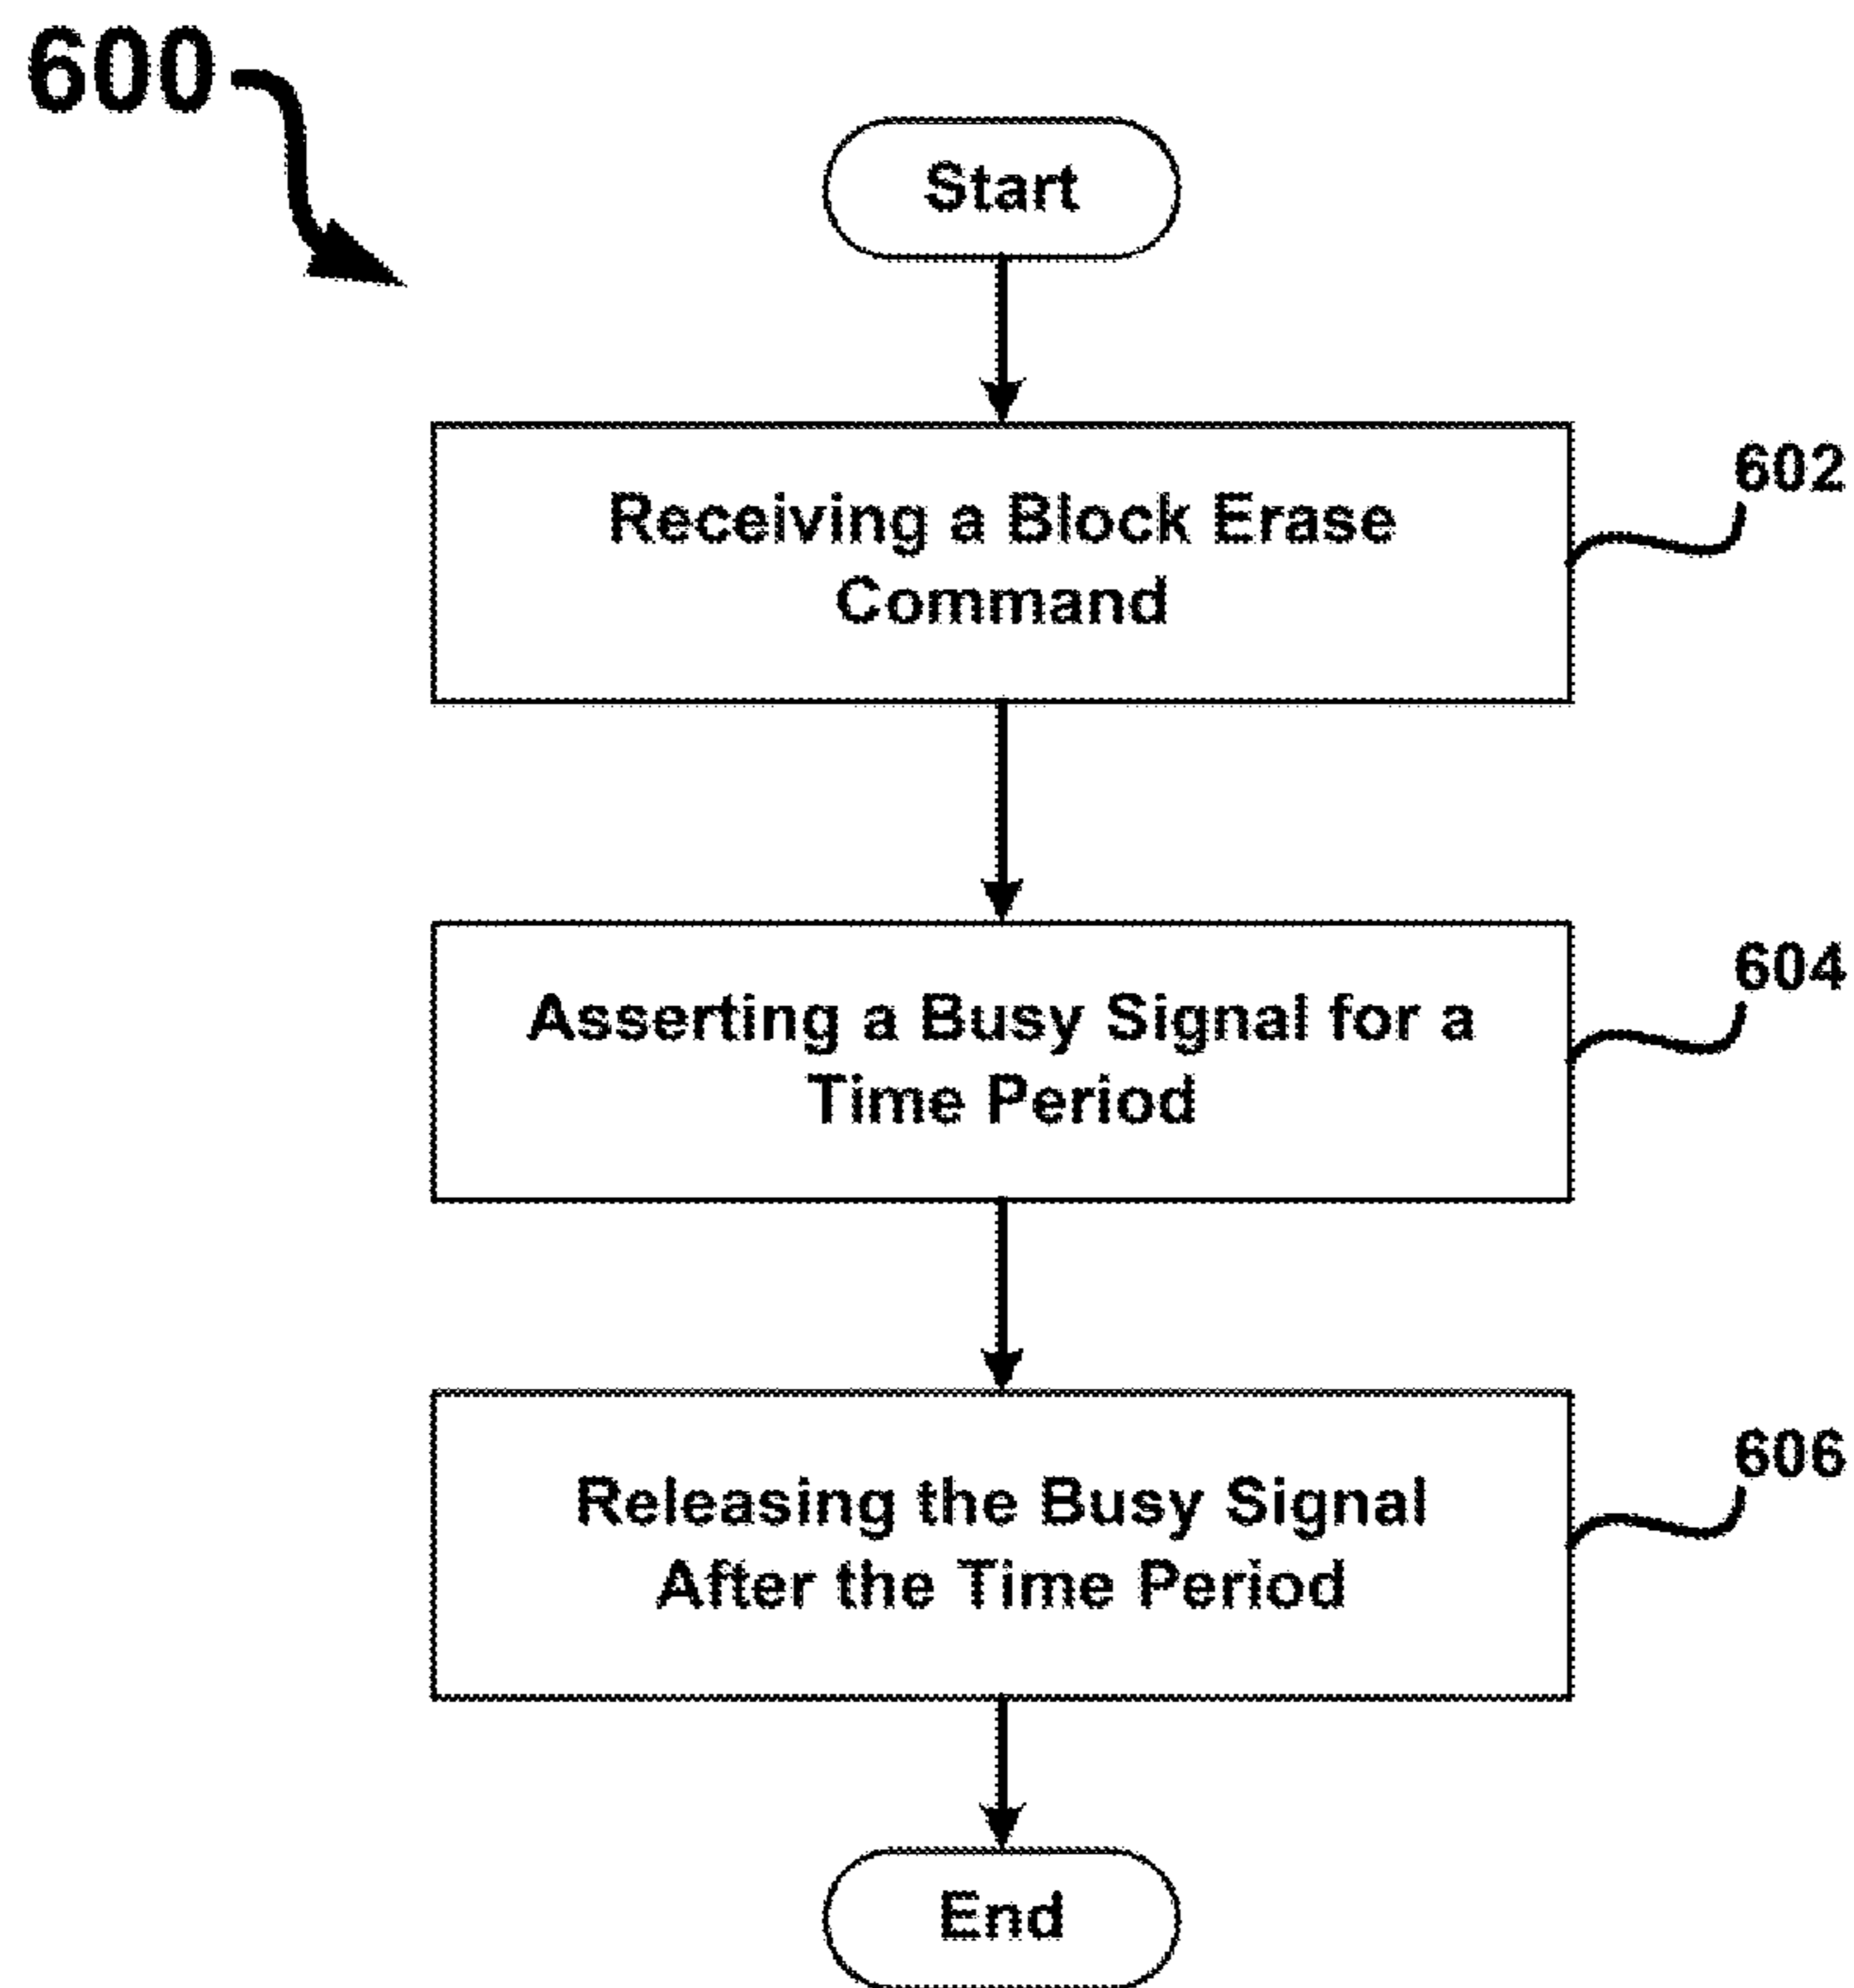 600
Start
Receiving a Block Erase
Command
602
Asserting a Busy Signal for a
Time Period
604
Releasing the Busy Signal
After the Time Period
606
End